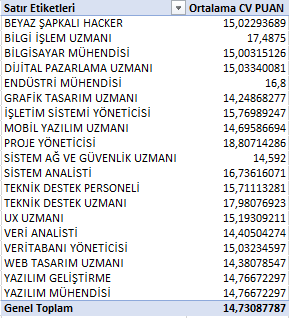 Satır Etiketleri Ortalama CV PUAN
BEYAZ ŞAPKALI HACKER 15,02293689
BİLGİ İŞLEM UZMANI 17,4875
BİLGİSAYAR MÜHENDİSİ 15,00315126
DİJİTAL PAZARLAMA UZMANI 15,03340081
ENDÜSTRİ MÜHENDİSİ 16,8
GRAFİK TASARIM UZMANI 14,24868277
İŞLETİM SİSTEMİ YÖNETİCİSİ 15,76989247
MOBİL YAZILIM UZMANI 14,69586694
PROJE YÖNETİCİSİ 18,80714286
SİSTEM AĞ VE GÜVENLİK UZMANI 14,592
SİSTEM ANALİSTİ 16,73616071
TEKNİK DESTEK PERSONELİ 15,71113281
TEKNİK DESTEK UZMANI 17,98076923
UX UZMANI 15,19309211
VERİ ANALİSTİ 14,40504274
VERİTABANI YÖNETİCİSİ 15,03234597
WEB TASARIM UZMANI 14,38078547
YAZILIM GELİŞTİRME 14,76672297
YAZILIM MÜHENDİSİ 14,76672297
Genel Toplam 14,73087787